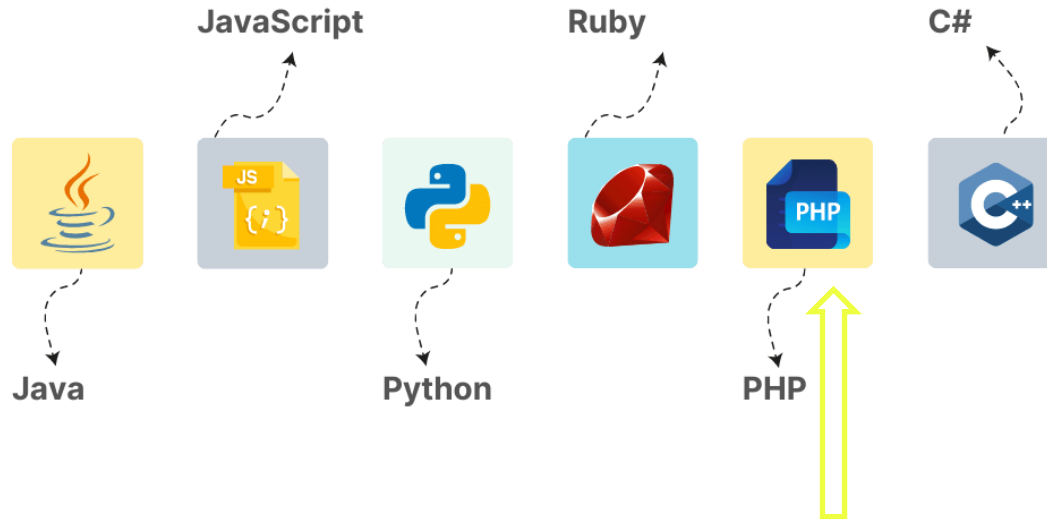 JavaScript
Ruby
C#
JS
{;}
PHP
C++
Java
Python
PHP